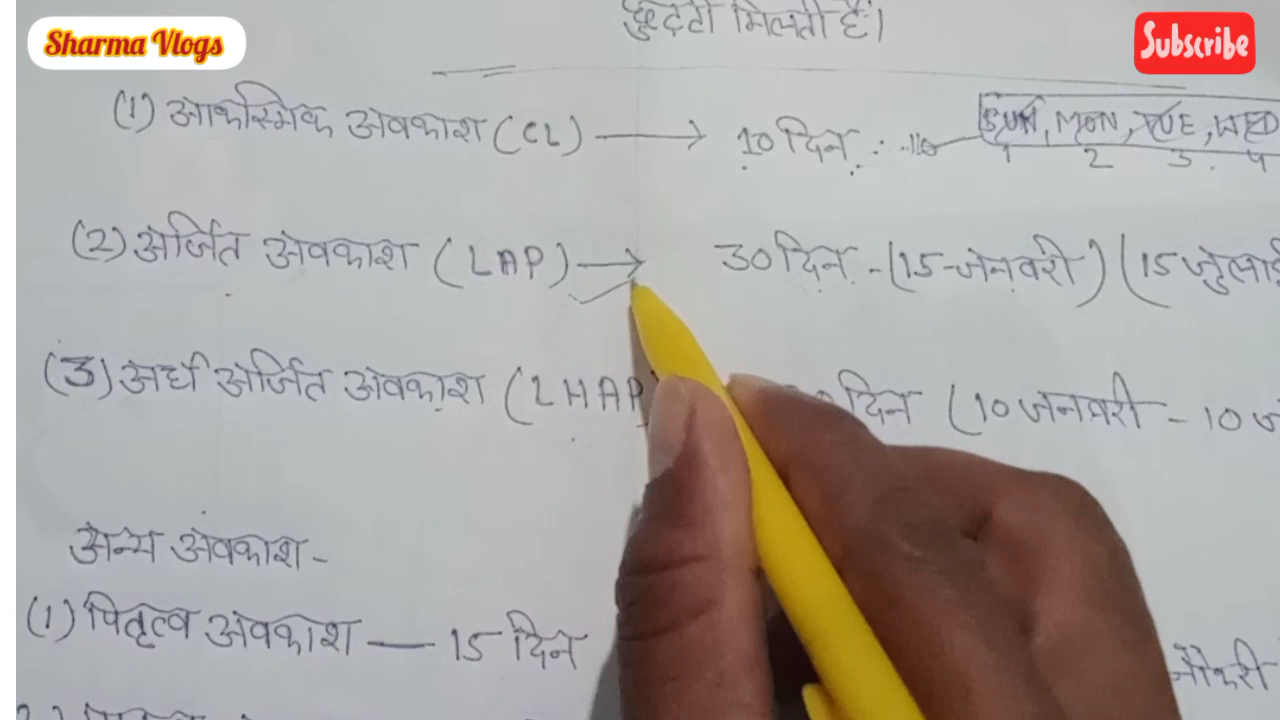 Sharma Vlogs
Subscribe
छुट्टी मिलती है।
(1) आकस्मिक अवकाश (CL) → 10 दिन SUN, MON, TUE, WED
1 2 3 4
(2) अर्जित अवकाश (LAP) → 30 दिन - (15-जनवरी) (15 जुलाई
(3) अर्ध अर्जित अवकाश (LHAP दिन (10 जनवरी - 10
अन्य अवकाश -
(1) पितृत्व अवकाश — 15 दिन
नौकरी